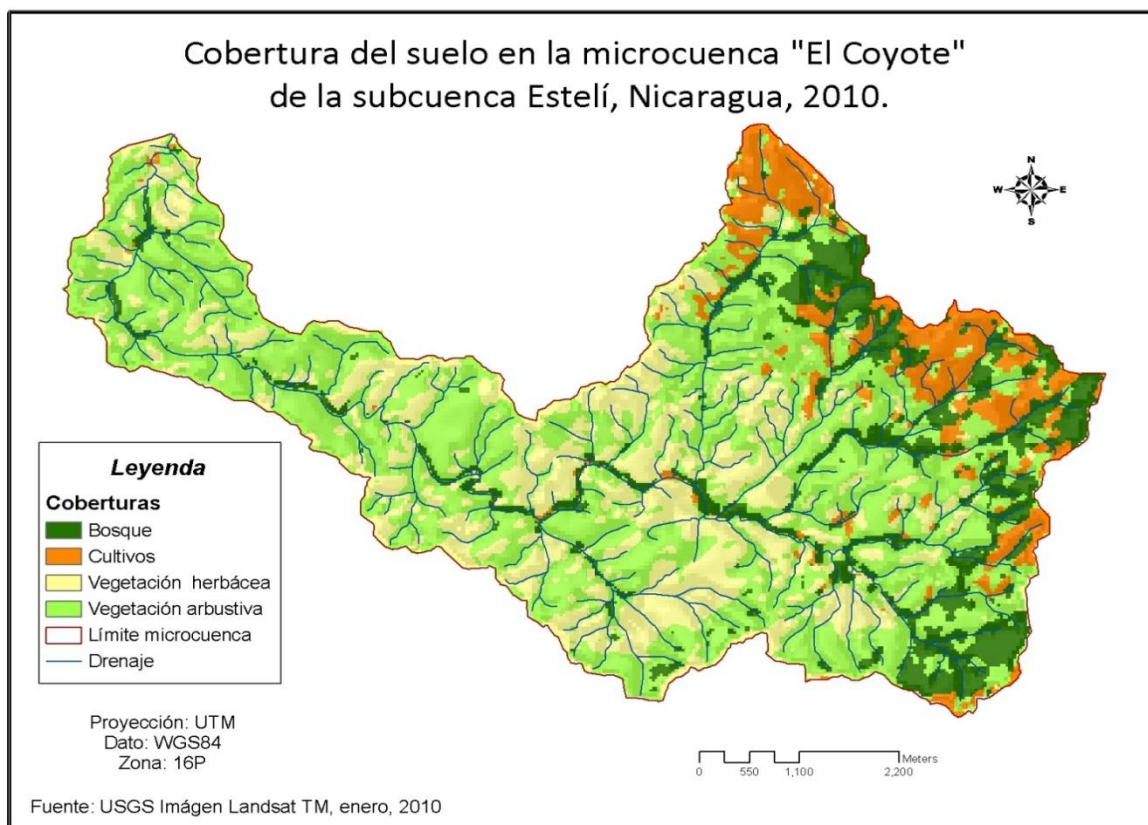 Cobertura del suelo en la microcuenca "El Coyote"
de la subcuenca Estelí, Nicaragua, 2010.
N
W E
S
Leyenda
Coberturas
Bosque
Cultivos
Vegetación herbácea
Vegetación arbustiva
Límite microcuenca
Drenaje
Proyección: UTM
Dato: WGS84
Zona: 16P
Meters
0 550 1,100 2,200
Fuente: USGS Imágen Landsat TM, enero, 2010